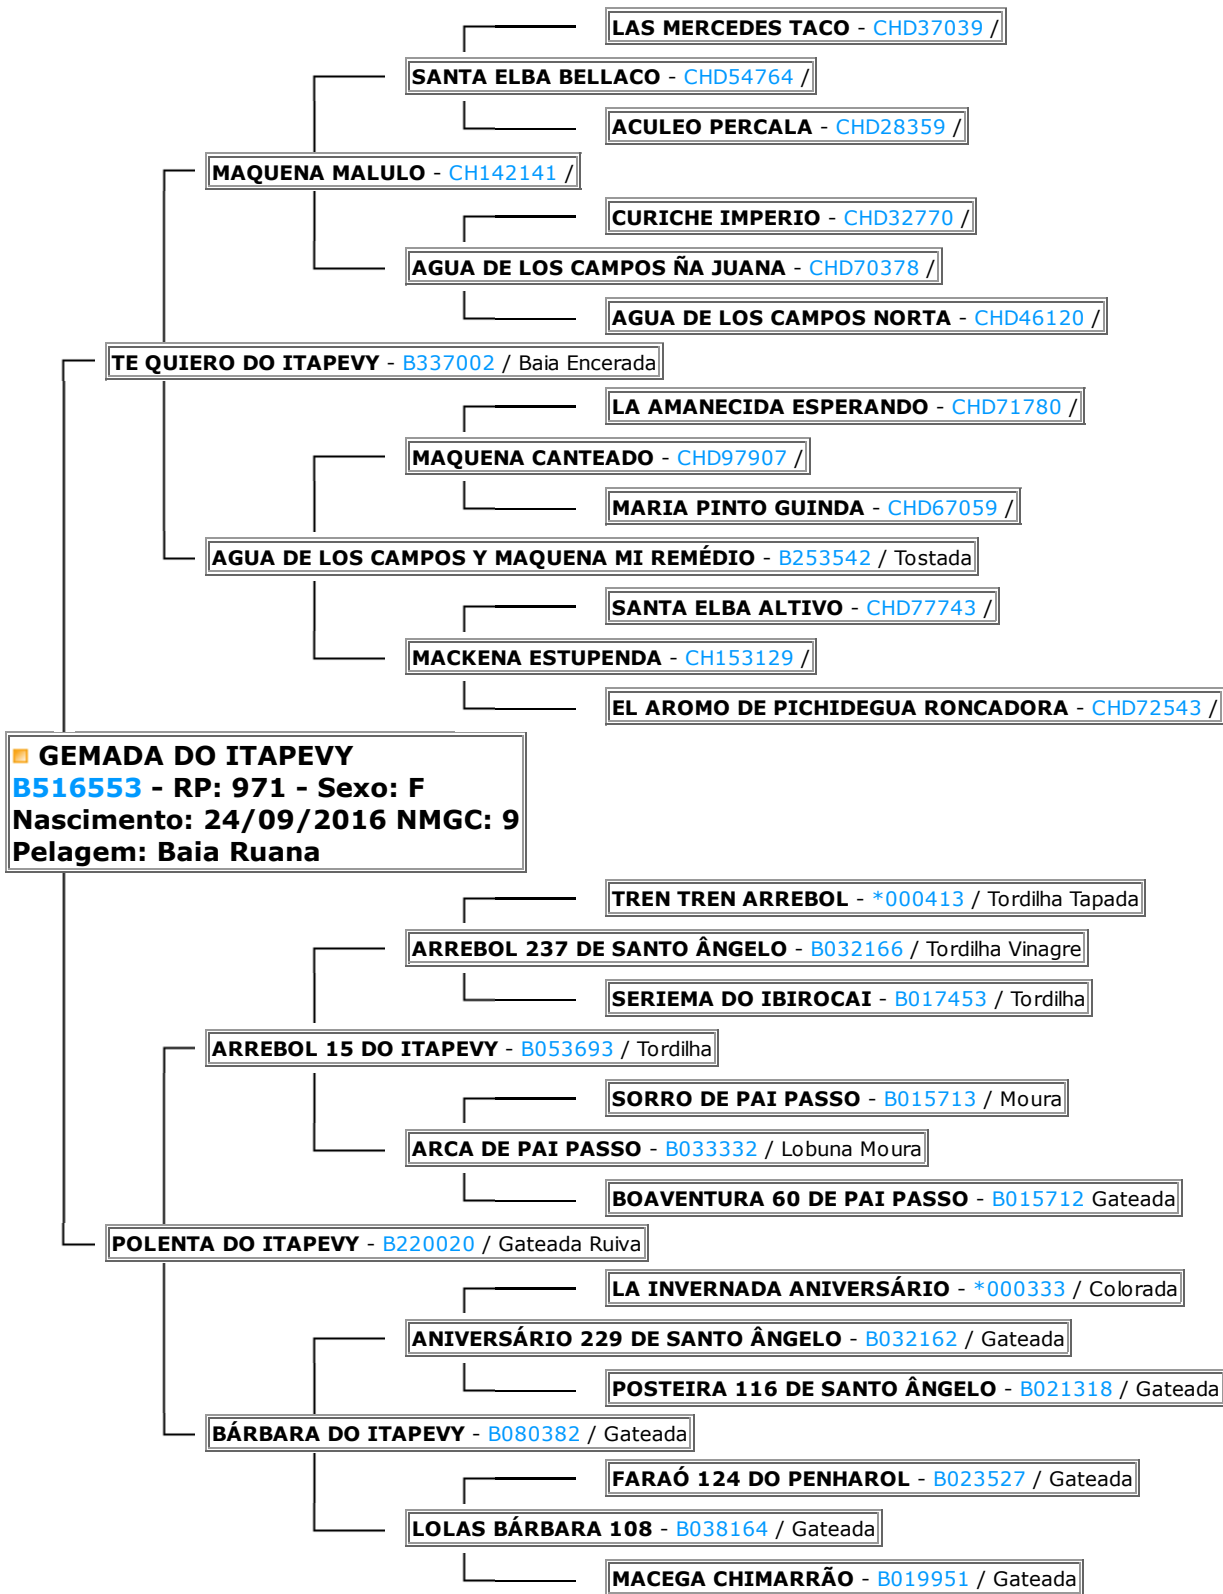 LAS MERCEDES TACO - CHD37039 /
SANTA ELBA BELLACO - CHD54764 /
ACULEO PERCALA - CHD28359 /
MAQUENA MALULO - CH142141 /
CURICHE IMPERIO - CHD32770 /
AGUA DE LOS CAMPOS ÑA JUANA - CHD70378 /
AGUA DE LOS CAMPOS NORTA - CHD46120 /
TE QUIERO DO ITAPEVY - B337002 / Baia Encerada
LA AMANECIDA ESPERANDO - CHD71780 /
MAQUENA CANTEADO - CHD97907 /
MARIA PINTO GUINDA - CHD67059 /
AGUA DE LOS CAMPOS Y MAQUENA MI REMÉDIO - B253542 / Tostada
SANTA ELBA ALTIVO - CHD77743 /
MACKENA ESTUPENDA - CH153129 /
EL AROMO DE PICHIDEGUA RONCADORA - CHD72543 /
GEMADA DO ITAPEVY
B516553 - RP: 971 - Sexo: F
Nascimento: 24/09/2016 NMGC: 9
Pelagem: Baia Ruana
TREN TREN ARREBOL - *000413 / Tordilha Tapada
ARREBOL 237 DE SANTO ÂNGELO - B032166 / Tordilha Vinagre
SERIEMA DO IBIROCAI - B017453 / Tordilha
ARREBOL 15 DO ITAPEVY - B053693 / Tordilha
SORRO DE PAI PASSO - B015713 / Moura
ARCA DE PAI PASSO - B033332 / Lobuna Moura
BOAVENTURA 60 DE PAI PASSO - B015712 Gateada
POLENTA DO ITAPEVY - B220020 / Gateada Ruiva
LA INVERNADA ANIVERSÁRIO - *000333 / Colorada
ANIVERSÁRIO 229 DE SANTO ÂNGELO - B032162 / Gateada
POSTEIRA 116 DE SANTO ÂNGELO - B021318 / Gateada
BÁRBARA DO ITAPEVY - B080382 / Gateada
FARAÓ 124 DO PENHAROL - B023527 / Gateada
LOLAS BÁRBARA 108 - B038164 / Gateada
MACEGA CHIMARRÃO - B019951 / Gateada